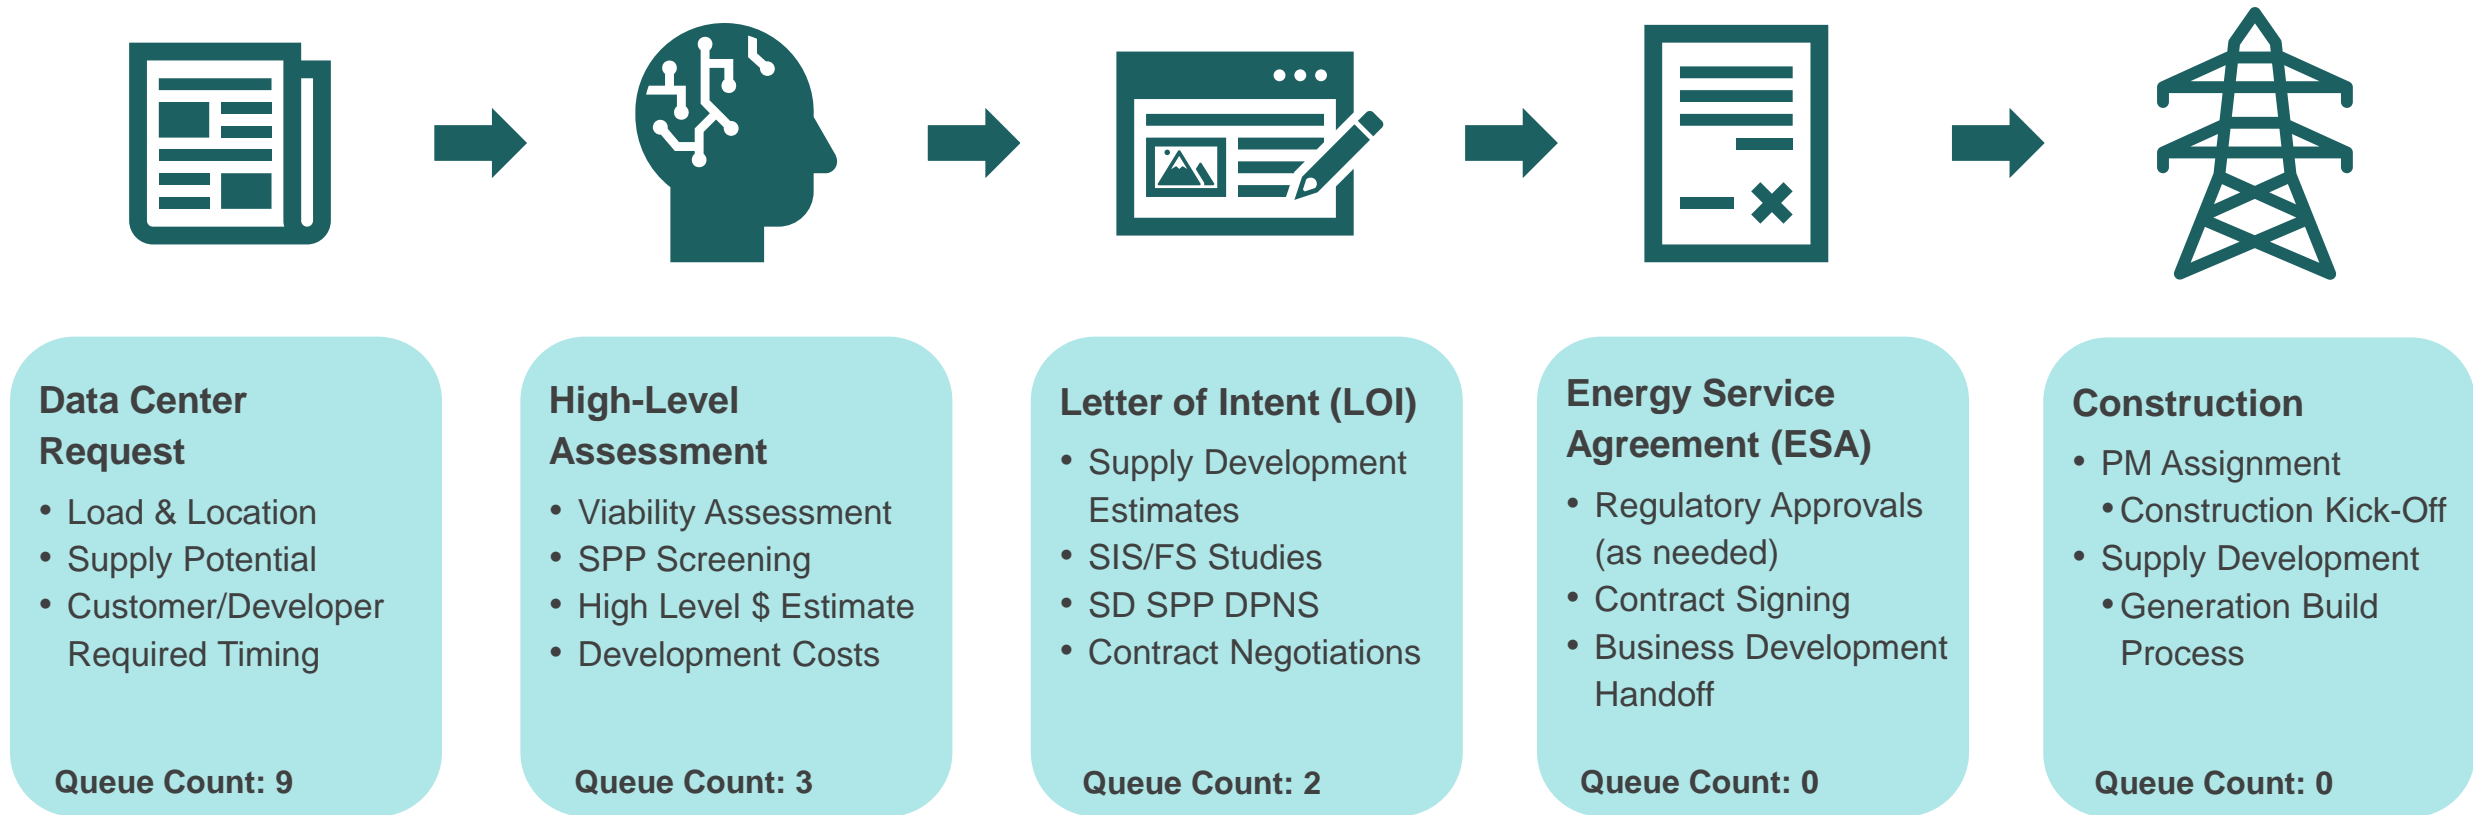 Data Center
Request
• Load & Location
• Supply Potential
• Customer/Developer
Required Timing
Queue Count: 9
High-Level
Assessment
• Viability Assessment
• SPP Screening
• High Level $ Estimate
• Development Costs
Queue Count: 3
Letter of Intent (LOI)
• Supply Development
Estimates
• SIS/FS Studies
• SD SPP DPNS
• Contract Negotiations
Queue Count: 2
Energy Service
Agreement (ESA)
• Regulatory Approvals
(as needed)
• Contract Signing
• Business Development
Handoff
Queue Count: 0
Construction
• PM Assignment
• Construction Kick-Off
• Supply Development
• Generation Build
Process
Queue Count: 0